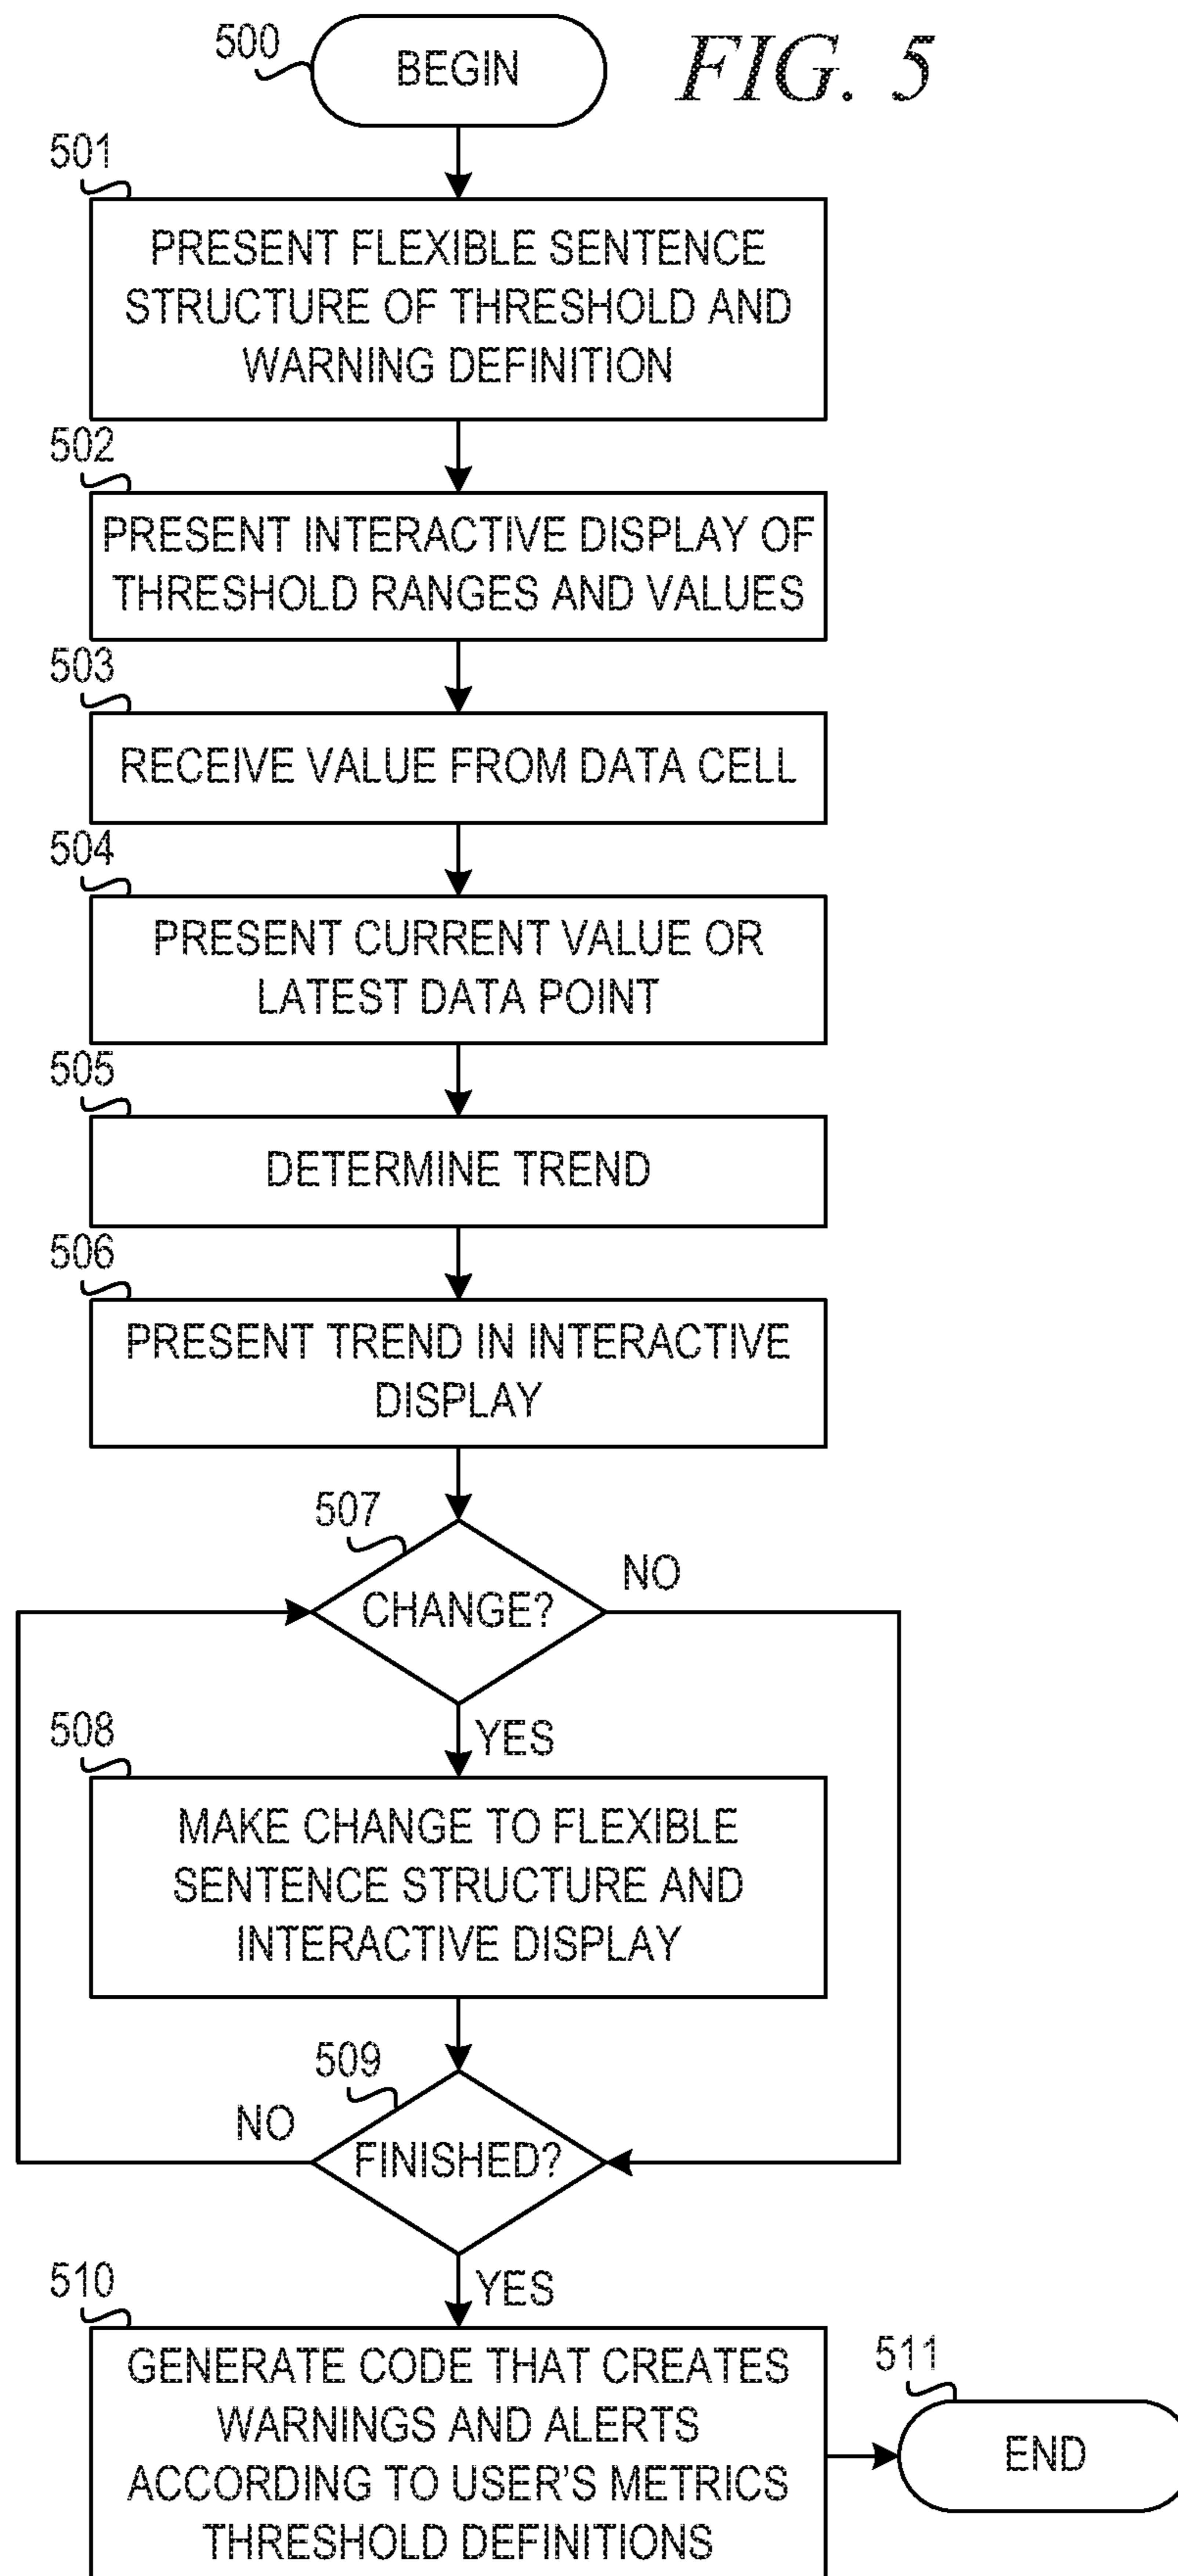 500
BEGIN
FIG. 5
501
PRESENT FLEXIBLE SENTENCE
STRUCTURE OF THRESHOLD AND
WARNING DEFINITION
502
PRESENT INTERACTIVE DISPLAY OF
THRESHOLD RANGES AND VALUES
503
RECEIVE VALUE FROM DATA CELL
504
PRESENT CURRENT VALUE OR
LATEST DATA POINT
505
DETERMINE TREND
506
PRESENT TREND IN INTERACTIVE
DISPLAY
507
CHANGE?
NO
YES
508
MAKE CHANGE TO FLEXIBLE
SENTENCE STRUCTURE AND
INTERACTIVE DISPLAY
509
NO
FINISHED?
YES
510
GENERATE CODE THAT CREATES
WARNINGS AND ALERTS
ACCORDING TO USER'S METRICS
THRESHOLD DEFINITIONS
511
END